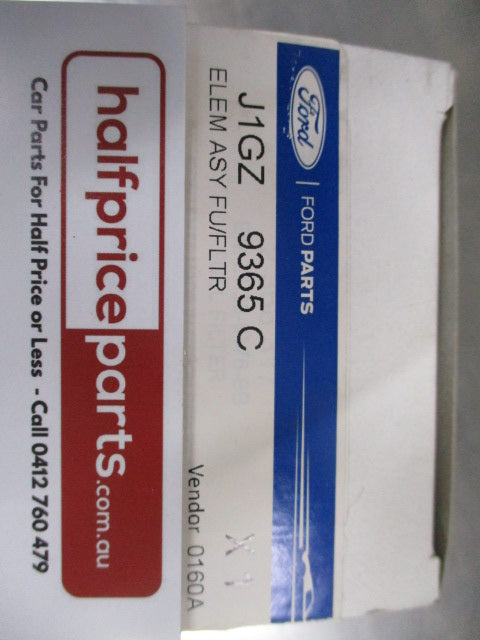 Ford
FORD PARTS
J1GZ 9365 C
ELEM ASY FU/FLTR
X 1
Vendor 0160A
halfpriceparts.com.au
Car Parts For Half Price or Less - Call 0412 760 479